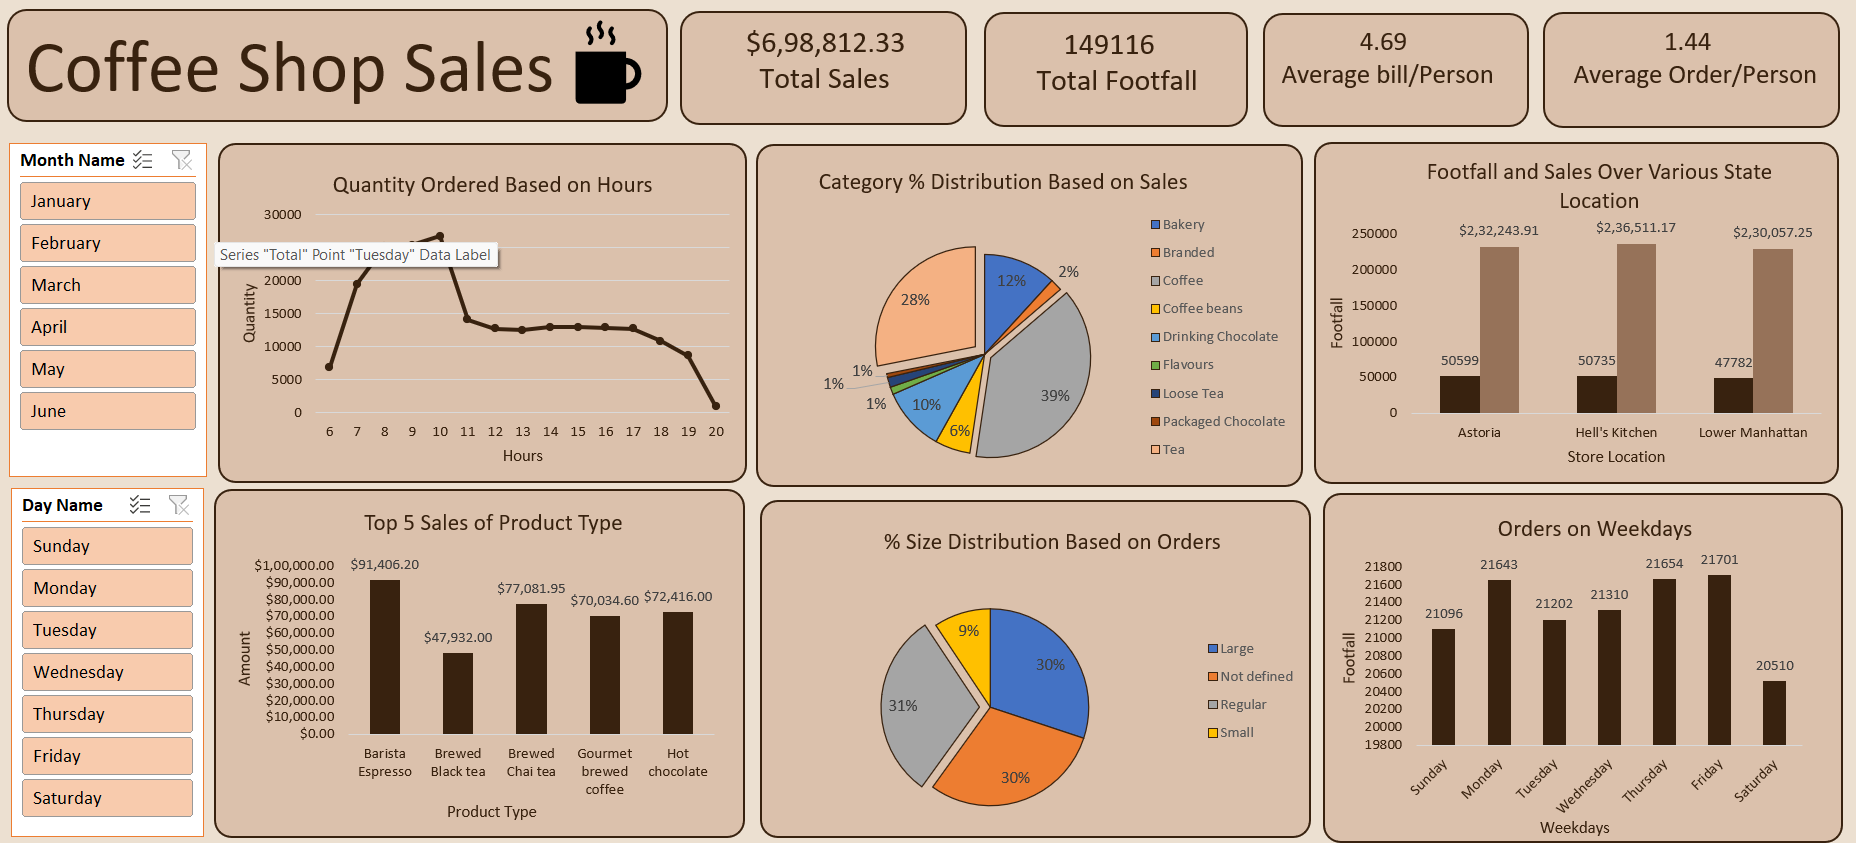 Coffee Shop Sales
$6,98,812.33
Total Sales
149116
Total Footfall
4.69
Average bill/Person
1.44
Average Order/Person
Month Name
January
February
March
April
May
June
Day Name
Sunday
Monday
Tuesday
Wednesday
Thursday
Friday
Saturday
Quantity Ordered Based on Hours
30000
20000
15000
10000
5000
0
Quantity
6 7 8 9 10 11 12 13 14 15 16 17 18 19 20
Hours
Series "Total" Point "Tuesday" Data Label
Category % Distribution Based on Sales
12%
2%
39%
6%
10%
1%
1%
1%
28%
Bakery
Branded
Coffee
Coffee beans
Drinking Chocolate
Flavours
Loose Tea
Packaged Chocolate
Tea
Footfall and Sales Over Various State
Location
250000
200000
150000
100000
50000
0
Footfall
$2,32,243.91
$2,36,511.17
$2,30,057.25
50599
50735
47782
Astoria
Hell's Kitchen
Lower Manhattan
Store Location
Top 5 Sales of Product Type
$1,00,000.00
$90,000.00
$80,000.00
$70,000.00
$60,000.00
$50,000.00
$40,000.00
$30,000.00
$20,000.00
$10,000.00
$0.00
Amount
$91,406.20
$47,932.00
$77,081.95
$70,034.60
$72,416.00
Barista
Espresso
Brewed
Black tea
Brewed
Chai tea
Gourmet
brewed
coffee
Hot
chocolate
Product Type
% Size Distribution Based on Orders
30%
30%
31%
9%
Large
Not defined
Regular
Small
Orders on Weekdays
21800
21600
21400
21200
21000
20800
20600
20400
20200
20000
19800
Footfall
21096
21643
21202
21310
21654
21701
20510
Sunday
Monday
Tuesday
Wednesday
Thursday
Friday
Saturday
Weekdays